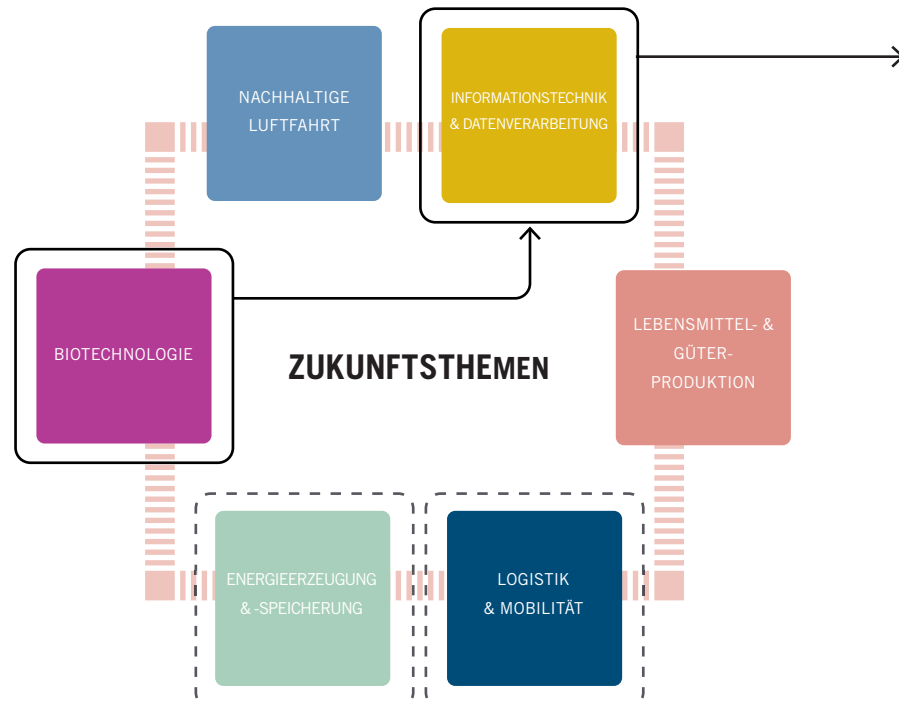 NACHHALTIGE
LUFTFAHRT
INFORMATIONSTECHNIK
& DATENVERARBEITUNG
BIOTECHNOLOGIE
ZUKUNFTSTHEMEN
LEBENSMITTEL- &
GÜTER-
PRODUKTION
ENERGIEERZEUGUNG
& -SPEICHERUNG
LOGISTIK
& MOBILITÄT